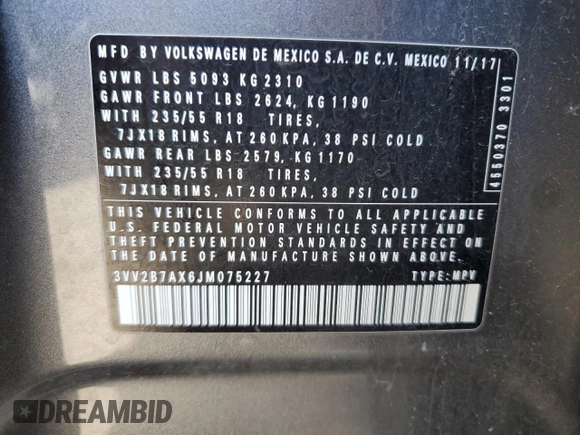 MFD BY VOLKSWAGEN DE MEXICO S.A. DE C.V. MEXICO 11/17
GVWR LBS 5093 KG 2310
GAWR FRONT LBS 2624, KG 1190
WITH 235/55 R18 TIRES,
7JX18 RIMS, AT 260 KPA, 38 PSI COLD
GAWR REAR LBS 2579, KG 1170
WITH 235/55 R18 TIRES,
7JX18 RIMS, AT 260 KPA, 38 PSI COLD
4550370 3301
THIS VEHICLE CONFORMS TO ALL APPLICABLE
U.S. FEDERAL MOTOR VEHICLE SAFETY AND
THEFT PREVENTION STANDARDS IN EFFECT ON
THE DATE OF MANUFACTURE SHOWN ABOVE.
3VV2B7AX6JM075227 TYPE: MPV
DREAMBID